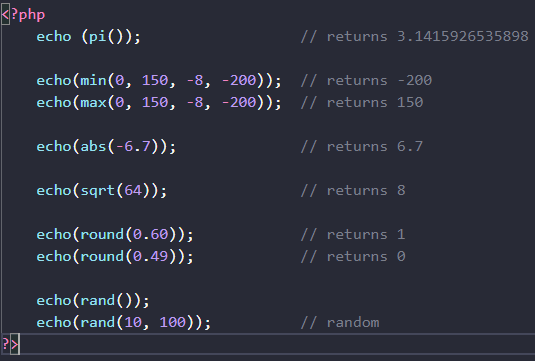 <?php
echo (pi()); // returns 3.1415926535898
echo(min(0, 150, -8, -200)); // returns -200
echo(max(0, 150, -8, -200)); // returns 150
echo(abs(-6.7)); // returns 6.7
echo(sqrt(64)); // returns 8
echo(round(0.60)); // returns 1
echo(round(0.49)); // returns 0
echo(rand());
echo(rand(10, 100)); // random
?>